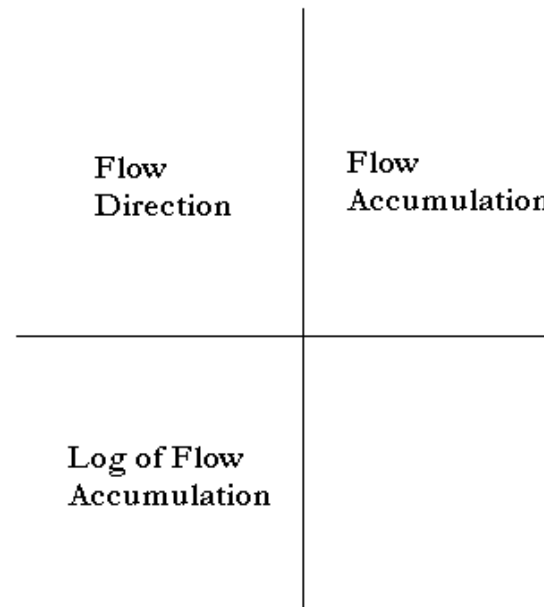 Flow
Direction
Flow
Accumulation
Log of Flow
Accumulation